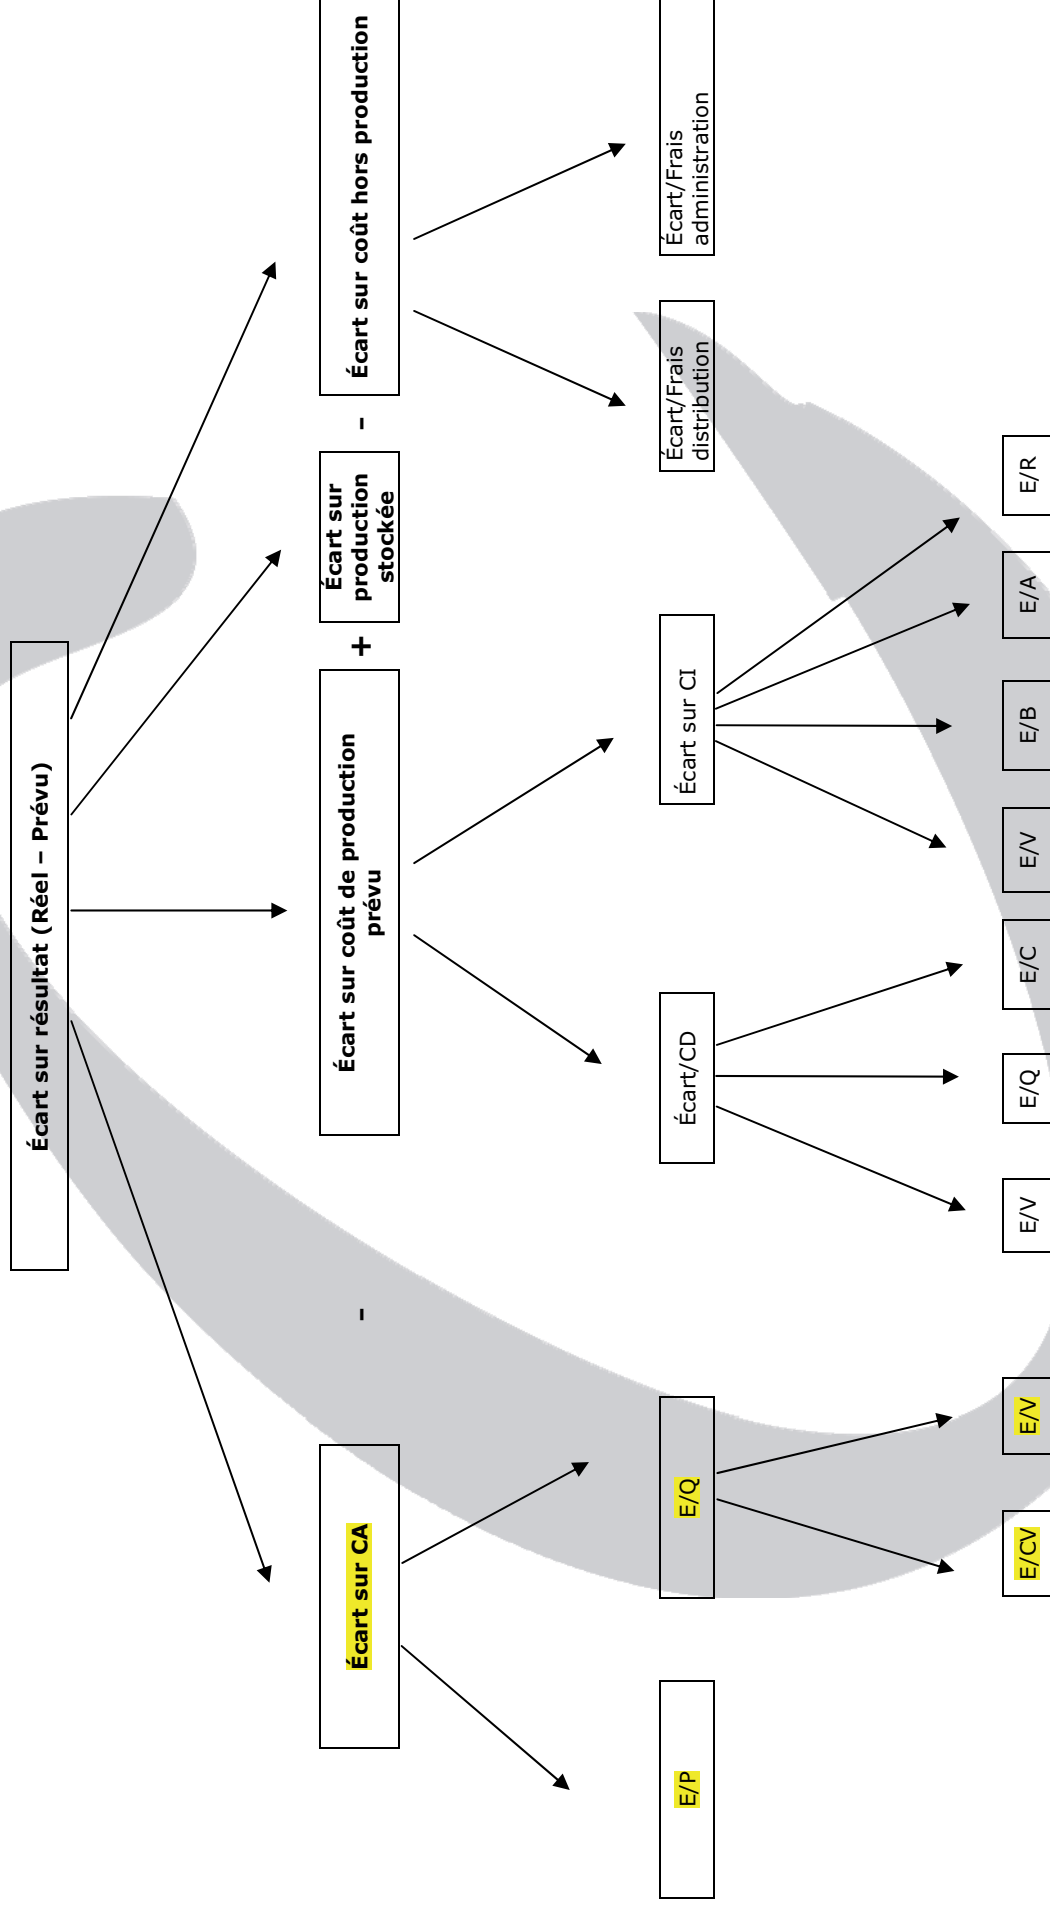 Écart sur résultat (Réel – Prévu)
Écart sur CA
-
Écart sur coût de production
prévu
+
Écart sur
production
stockée
-
Écart sur coût hors production
E/P
E/Q
Écart/CD
Écart sur CI
Écart/Frais
distribution
Écart/Frais
administration
E/CV
E/V
E/V
E/Q
E/C
E/V
E/B
E/A
E/R